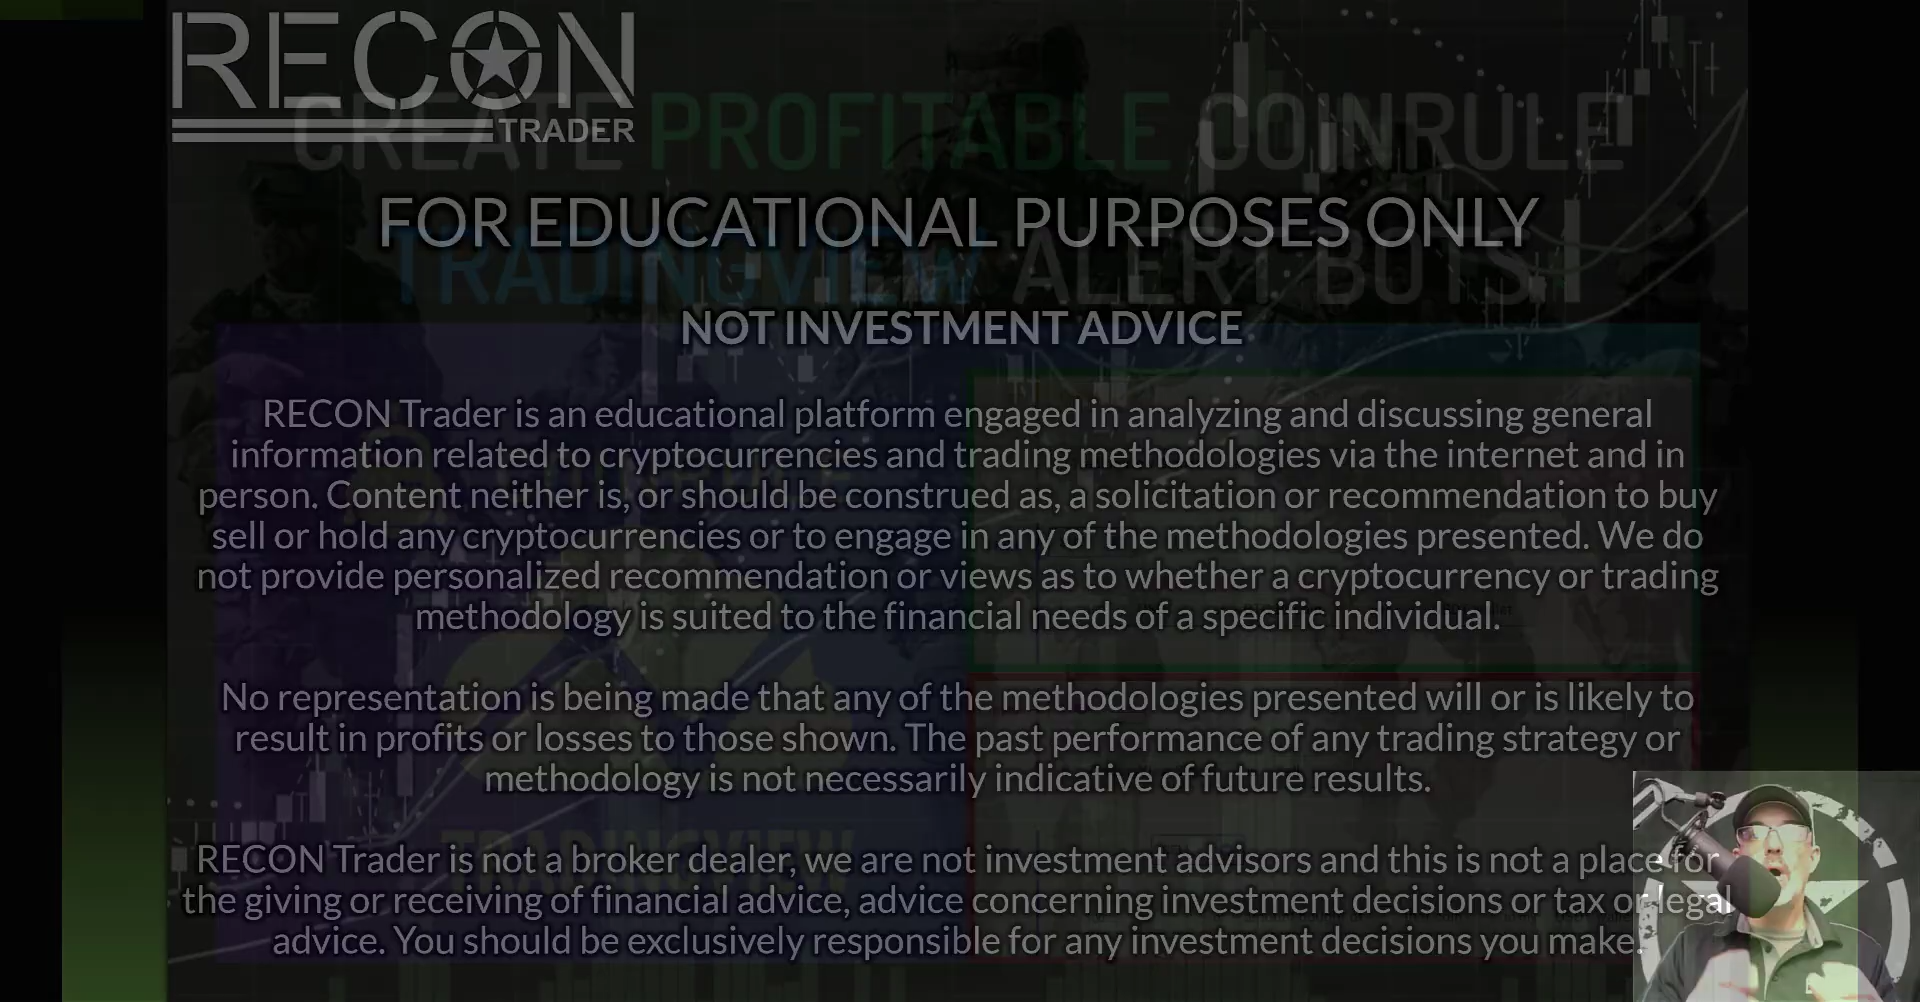 RECON
TRADER
CREATE PROFITABLE COINRULE
FOR EDUCATIONAL PURPOSES ONLY
TRADINGVIEW ALERT BOTS
NOT INVESTMENT ADVICE
RECON Trader is an educational platform engaged in analyzing and discussing general
information related to cryptocurrencies and trading methodologies via the internet and in
person. Content neither is, or should be construed as, a solicitation or recommendation to buy
sell or hold any cryptocurrencies or to engage in any of the methodologies presented. We do
not provide personalized recommendation or views as to whether a cryptocurrency or trading
methodology is suited to the financial needs of a specific individual.
No representation is being made that any of the methodologies presented will or is likely to
result in profits or losses to those shown. The past performance of any trading strategy or
methodology is not necessarily indicative of future results.
TRADINGVIEW
RECON Trader is not a broker dealer, we are not investment advisors and this is not a place for
the giving or receiving of financial advice, advice concerning investment decisions or tax or legal
advice. You should be exclusively responsible for any investment decisions you make.